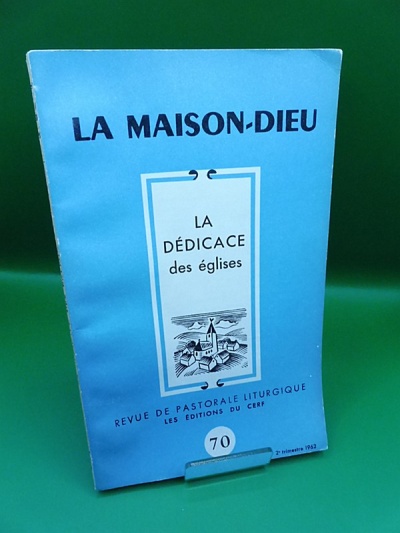 LA MAISON-DIEU
LA
DÉDICACE
des églises
REVUE DE PASTORALE LITURGIQUE
LES ÉDITIONS DU CERF
70
2e trimestre 1962